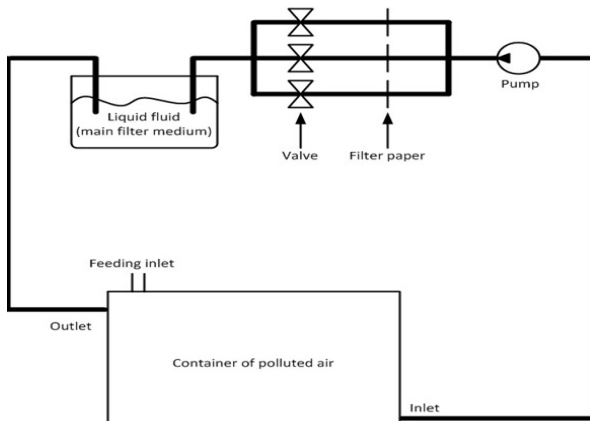 Liquid fluid
(main filter medium)
Pump
Valve
Filter paper
Feeding inlet
Outlet
Container of polluted air
Inlet